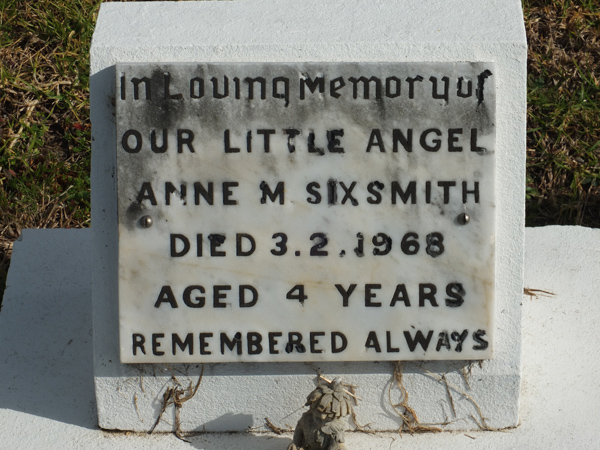 In Loving Memory of
OUR LITTLE ANGEL
ANNE M SIXSMITH
DIED 3.2.1968
AGED 4 YEARS
REMEMBERED ALWAYS